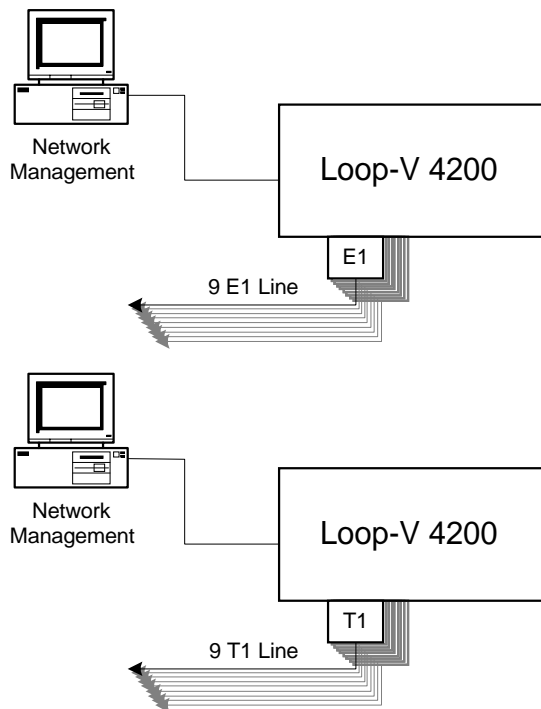 Network
Management
Loop-V 4200
E1
9 E1 Line
Network
Management
Loop-V 4200
T1
9 T1 Line